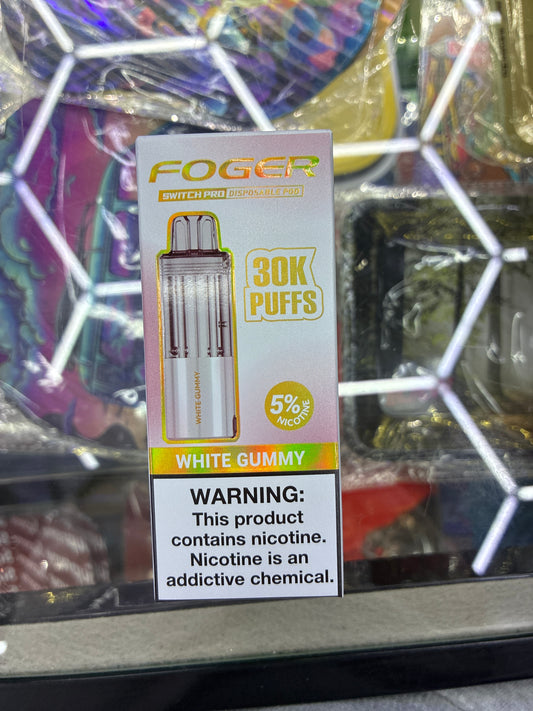 FOGER
SWITCH PRO DISPOSABLE POD
30K
PUFFS
WHITE GUMMY
5%
NICOTINE
WHITE GUMMY
WARNING:
This product
contains nicotine.
Nicotine is an
addictive chemical.